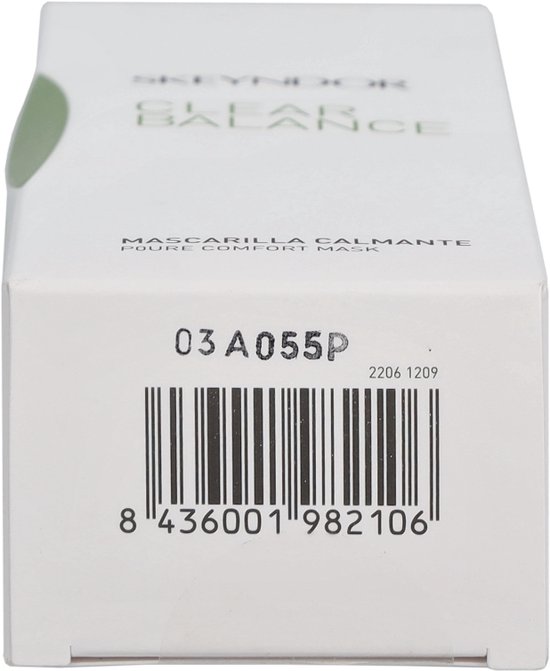 SKEYNDOR
CLEAR
BALANCE
MASCARILLA CALMANTE
POURE COMFORT MASK
03A055P
2206 1209
8 436001 982106